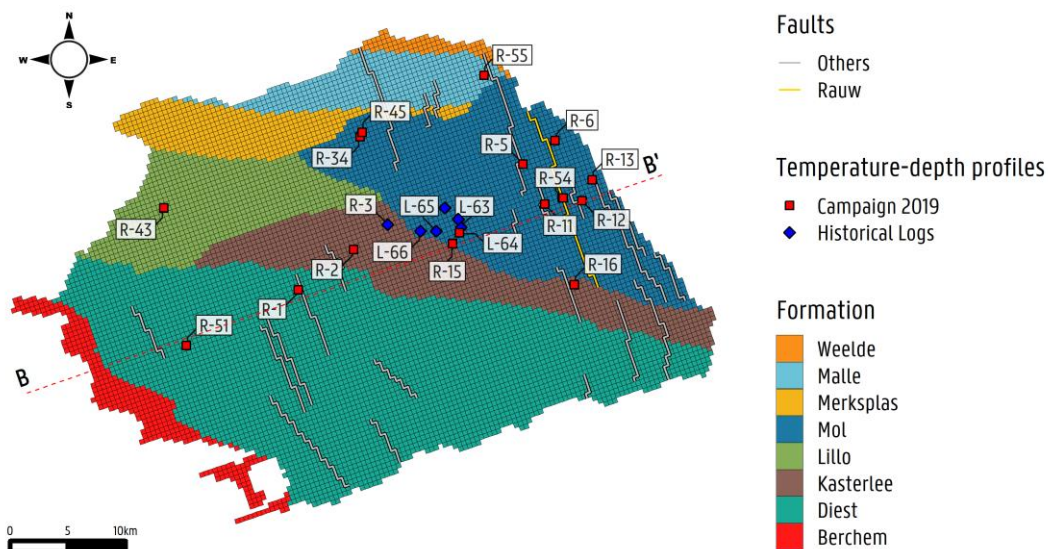 N
W
E
S
R-55
R-45
R-6
R-34
R-5
R-13
B'
R-54
R-3
L-65
L-63
R-43
R-11
R-12
L-66
L-64
R-2
R-15
R-16
R-1
R-51
B
0 5 10km
Faults
Others
Rauw
Temperature-depth profiles
Campaign 2019
Historical Logs
Formation
Weelde
Malle
Merksplas
Mol
Lillo
Kasterlee
Diest
Berchem